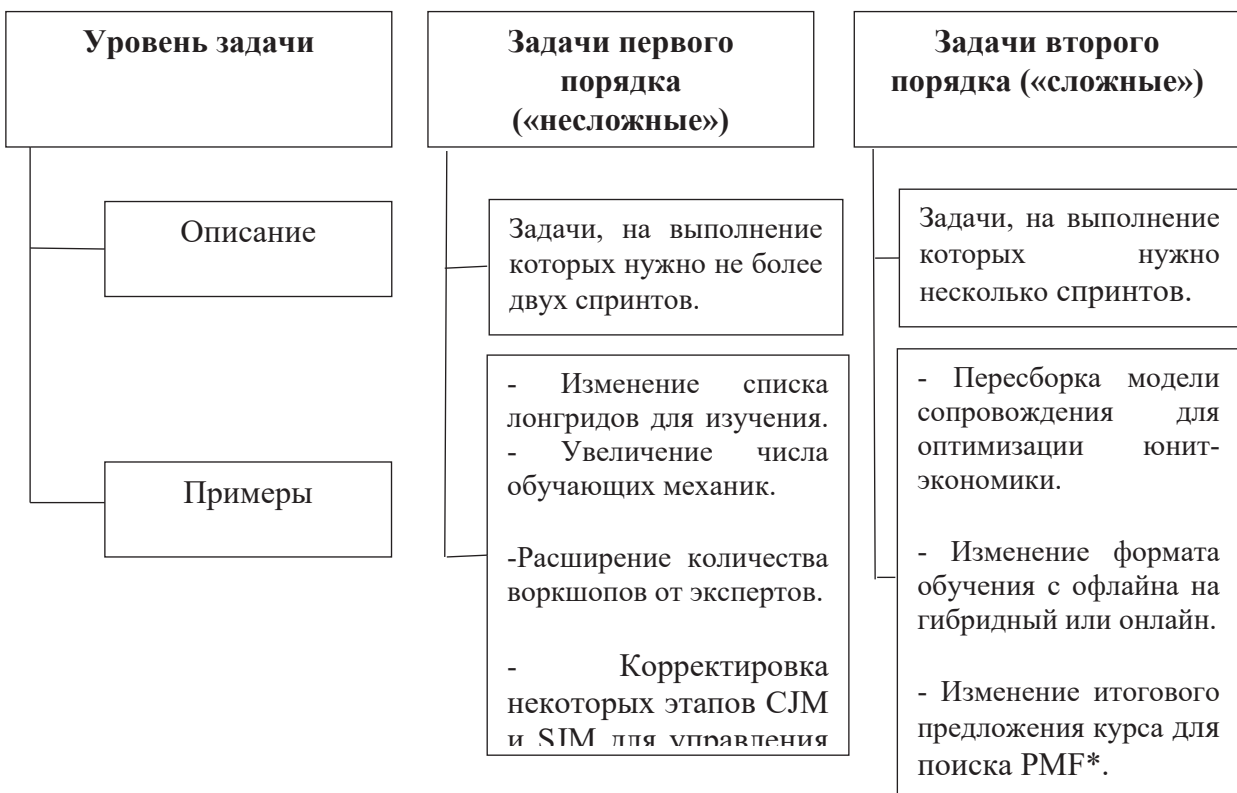 Уровень задачи
Задачи первого
порядка
(«несложные»)
Задачи второго
порядка («сложные»)
Описание
Задачи, на выполнение
которых нужно не более
двух спринтов.
Задачи, на выполнение
которых нужно
несколько спринтов.
Примеры
- Изменение списка
лонгридов для изучения.
- Увеличение числа
обучающих механик.
-Расширение количества
воркшопов от экспертов.
- Корректировка
некоторых этапов CJM
и SJM для управления
- Пересборка модели
сопровождения для
оптимизации юнит-
экономики.
- Изменение формата
обучения с офлайна на
гибридный или онлайн.
- Изменение итогового
предложения курса для
поиска PMF*.